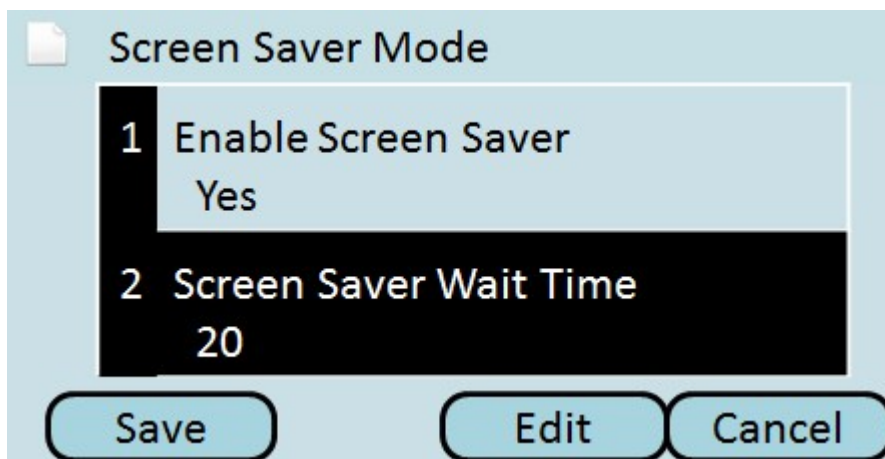 Screen Saver Mode
1 Enable Screen Saver
Yes
2 Screen Saver Wait Time
20
Save Edit Cancel